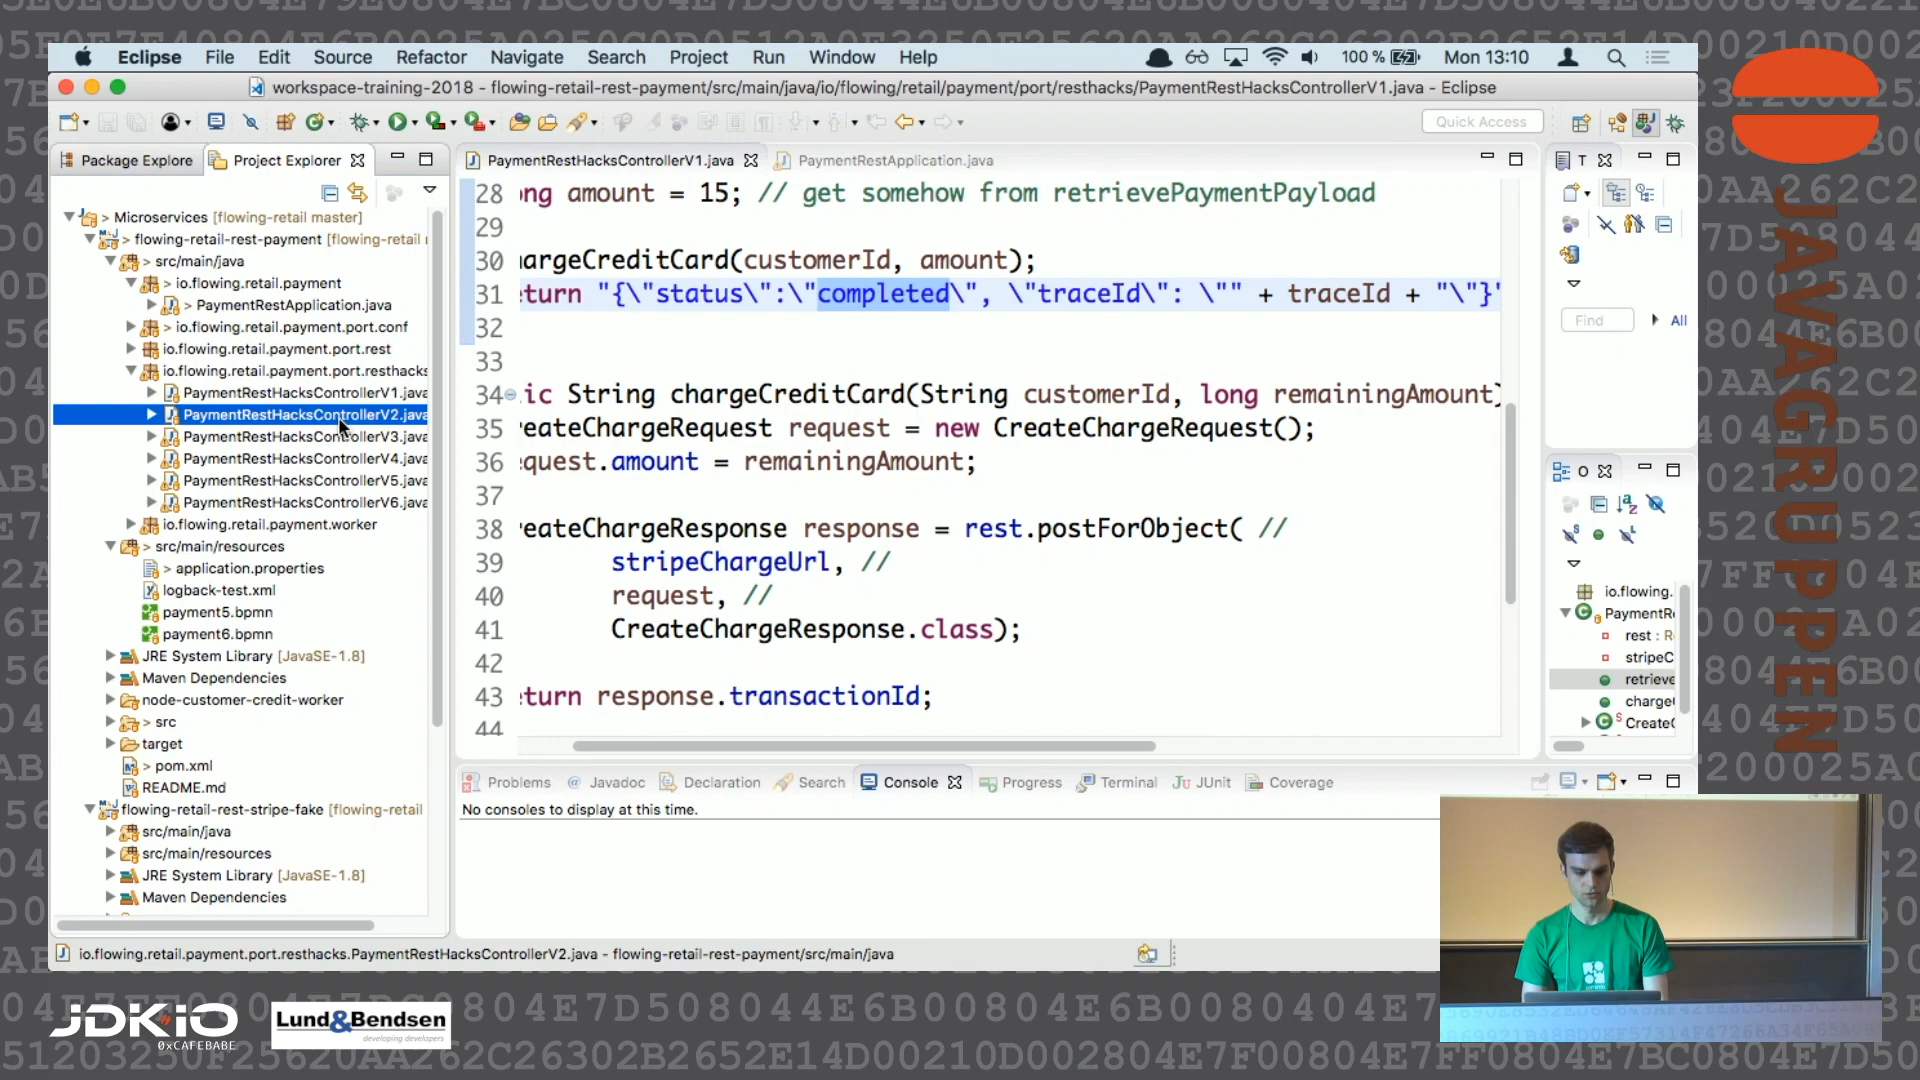 Eclipse File Edit Source Refactor Navigate Search Project Run Window Help 100 % Mon 13:10
workspace-training-2018 - flowing-retail-rest-payment/src/main/java/io/flowing/retail/payment/port/resthacks/PaymentRestHacksControllerV1.java - Eclipse
Quick Access
Package Explore Project Explorer
PaymentRestHacksControllerV1.java PaymentRestApplication.java
T
> Microservices [flowing-retail master]
> flowing-retail-rest-payment [flowing-retail
> src/main/java
> io.flowing.retail.payment
> PaymentRestApplication.java
> io.flowing.retail.payment.port.conf
io.flowing.retail.payment.port.rest
io.flowing.retail.payment.port.resthacks
PaymentRestHacksControllerV1.java
PaymentRestHacksControllerV2.java
PaymentRestHacksControllerV3.java
PaymentRestHacksControllerV4.java
PaymentRestHacksControllerV5.java
PaymentRestHacksControllerV6.java
io.flowing.retail.payment.worker
> src/main/resources
> application.properties
logback-test.xml
payment5.bpmn
payment6.bpmn
JRE System Library [JavaSE-1.8]
Maven Dependencies
node-customer-credit-worker
> src
target
> pom.xml
README.md
flowing-retail-rest-stripe-fake [flowing-retail
src/main/java
src/main/resources
JRE System Library [JavaSE-1.8]
Maven Dependencies
28 ong amount = 15; // get somehow from retrievePaymentPayload
29
30 hargeCreditCard(customerId, amount);
31 eturn "{\"status\":\"completed\", \"traceId\": \"" + traceId + "\"}"
32
33
34 ic String chargeCreditCard(String customerId, long remainingAmount)
35 reateChargeRequest request = new CreateChargeRequest();
36 equest.amount = remainingAmount;
37
38 reateChargeResponse response = rest.postForObject( //
39 stripeChargeUrl, //
40 request, //
41 CreateChargeResponse.class);
42
43 eturn response.transactionId;
44
Find All
O
io.flowing.
PaymentR
rest : R
stripeC
retrieve
charge
CreateC
Problems @ Javadoc Declaration Search Console Progress Terminal JUnit Coverage
No consoles to display at this time.
io.flowing.retail.payment.port.resthacks.PaymentRestHacksControllerV2.java - flowing-retail-rest-payment/src/main/java
JAVAGRUPPEN
JDK.IO
0xCAFEBABE
Lund&Bendsen
developing developers